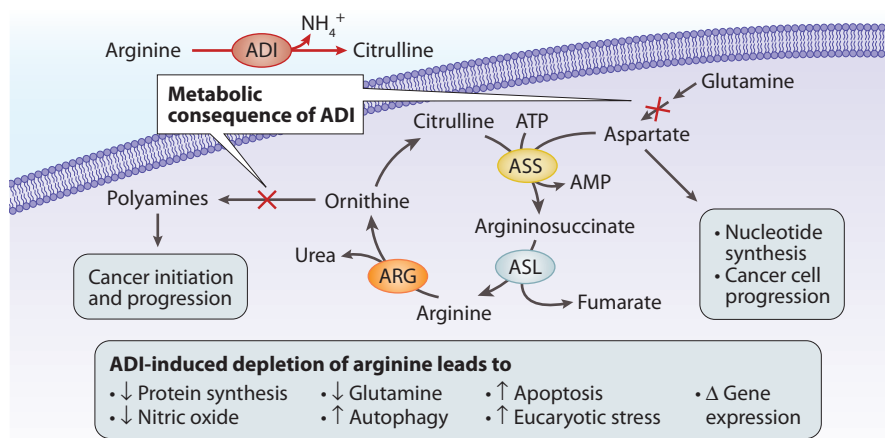 NH₄⁺
Arginine ADI Citrulline
Metabolic
consequence of ADI
Glutamine
Citrulline ATP
Aspartate
ASS
AMP
Polyamines Ornithine
Argininosuccinate
• Nucleotide
synthesis
• Cancer cell
progression
Urea
ARG
ASL
Cancer initiation
and progression
Arginine
Fumarate
ADI-induced depletion of arginine leads to
• ↓ Protein synthesis • ↓ Glutamine • ↑ Apoptosis • Δ Gene
• ↓ Nitric oxide • ↑ Autophagy • ↑ Eucaryotic stress expression